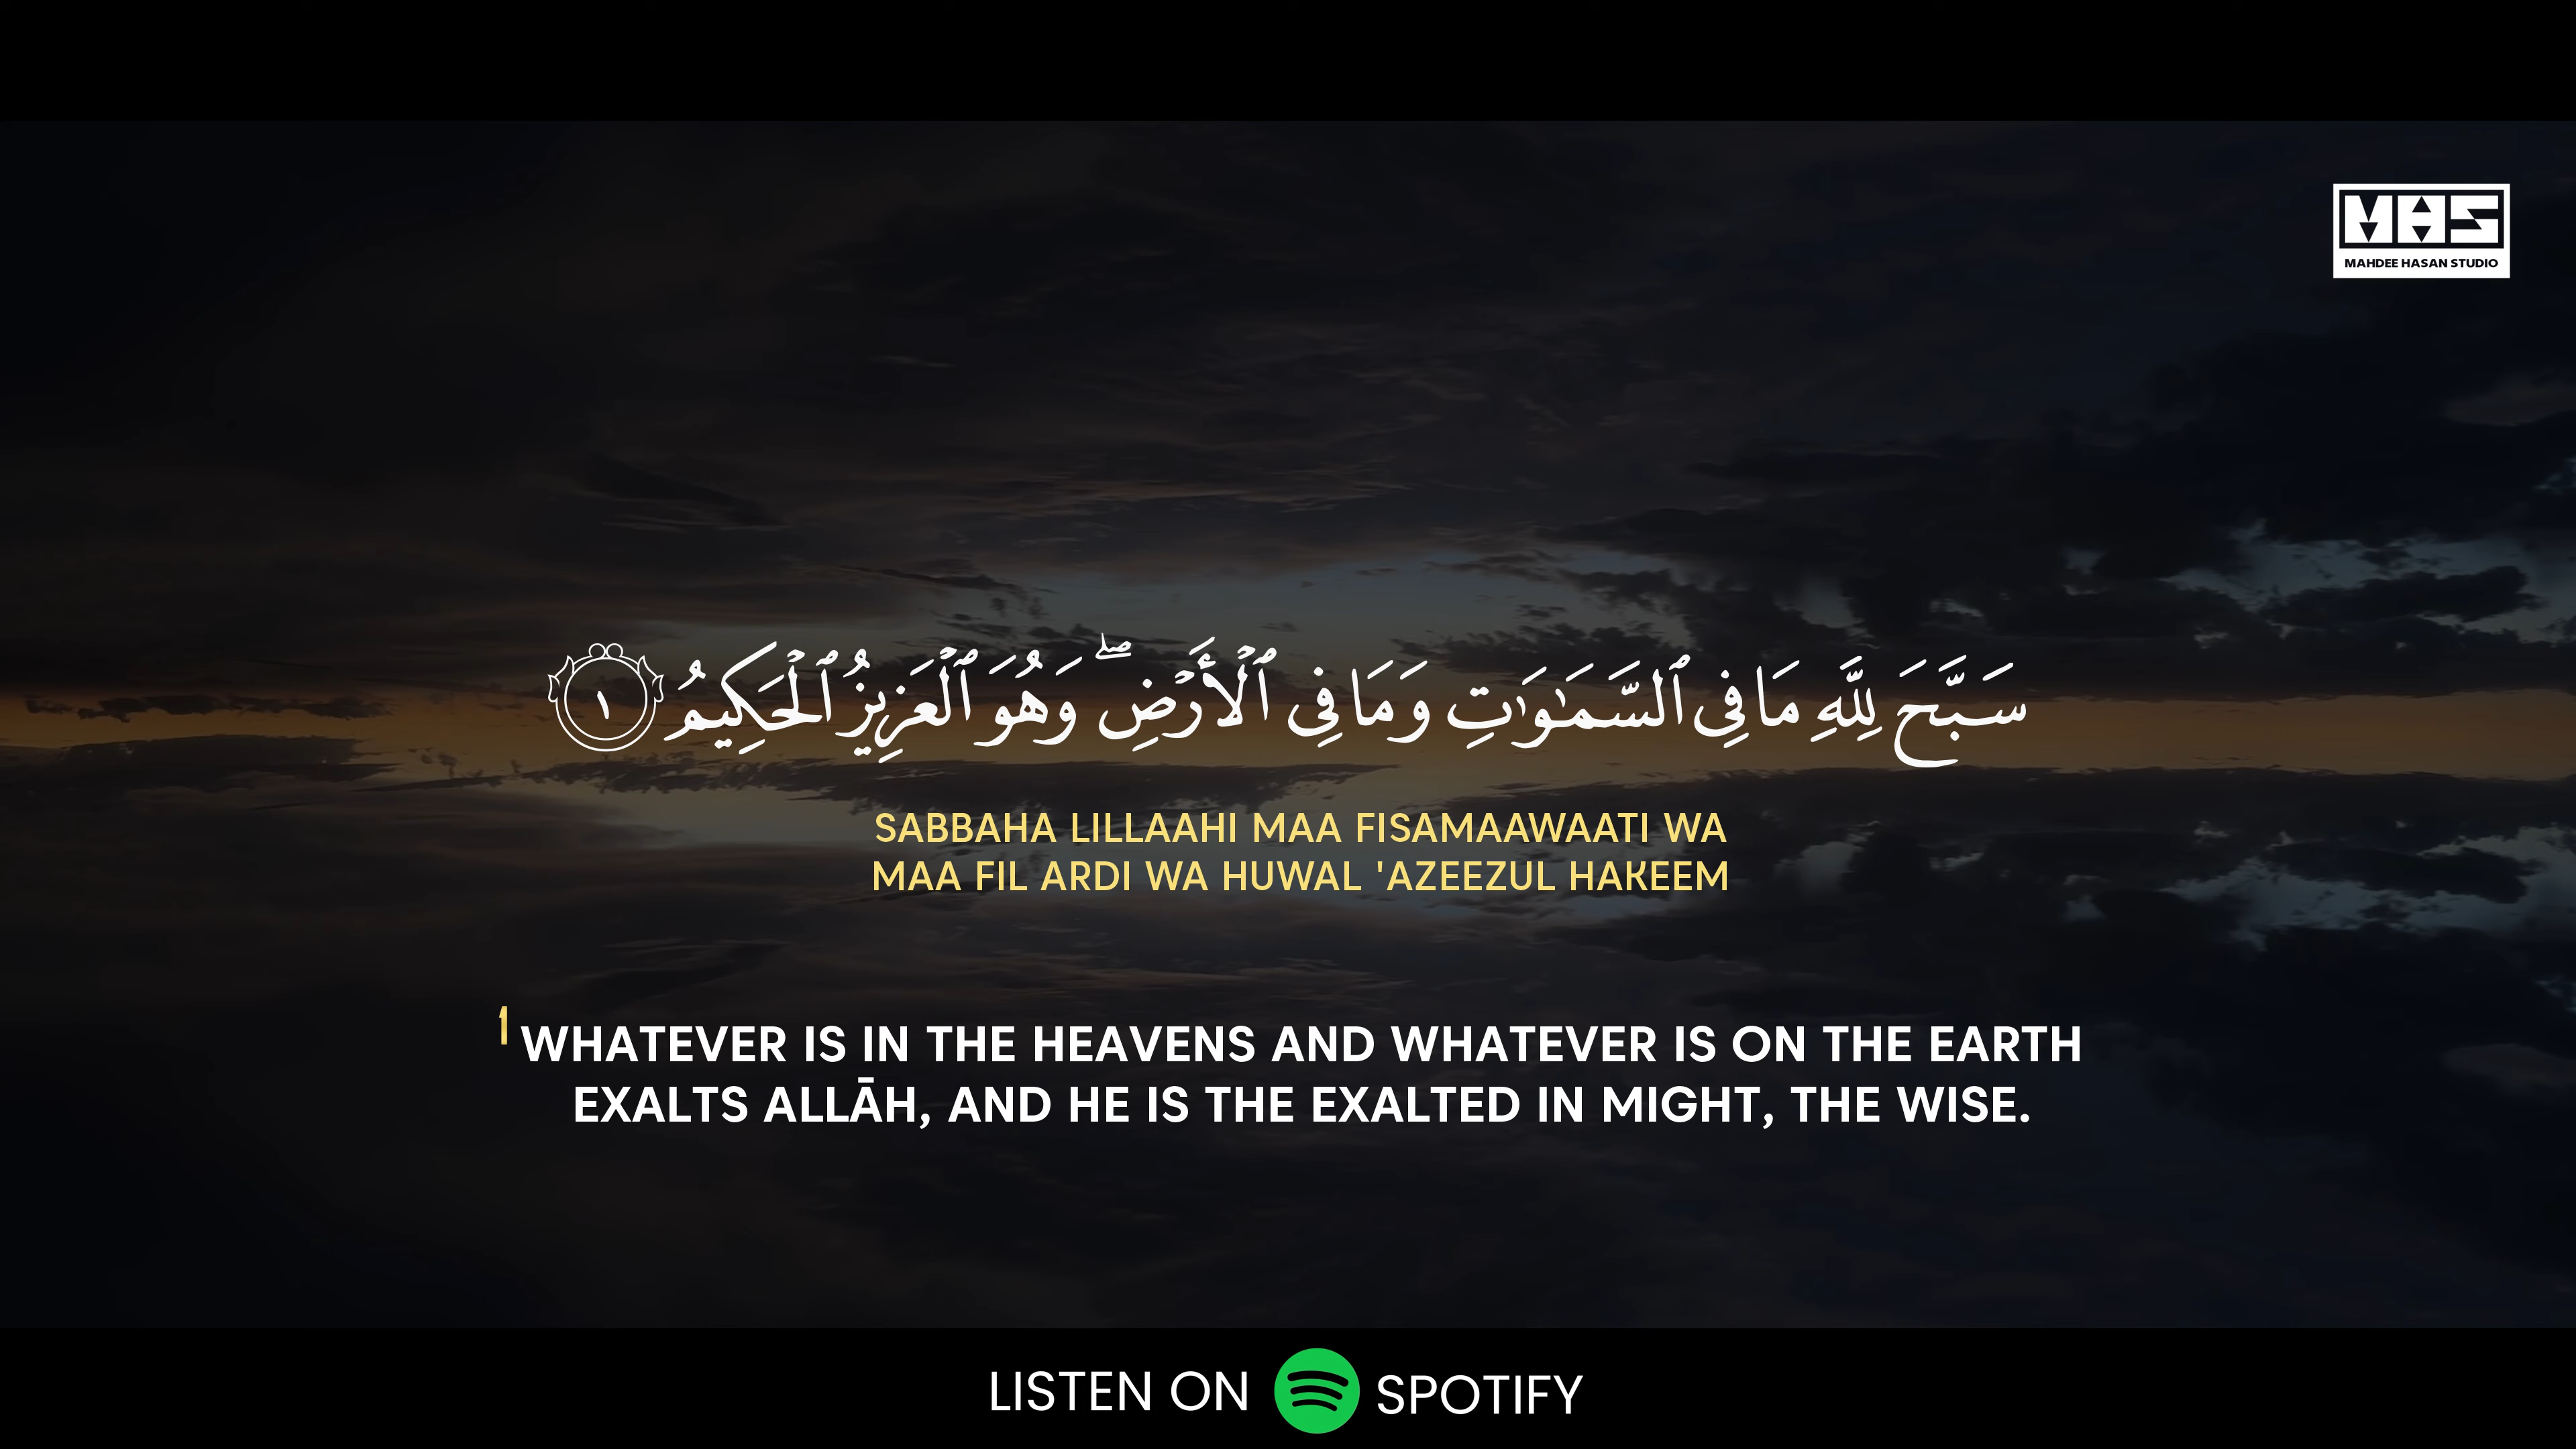 MAS
MAHDEE HASAN STUDIO
سَبَّحَ لِلَّهِ مَا فِى ٱلسَّمَـٰوَٰتِ وَمَا فِى ٱلْأَرْضِ ۖ وَهُوَ ٱلْعَزِيزُ ٱلْحَكِيمُ ١
SABBAHA LILLAAHI MAA FISAMAAWAATI WA
MAA FIL ARDI WA HUWAL 'AZEEZUL HAKEEM
1 WHATEVER IS IN THE HEAVENS AND WHATEVER IS ON THE EARTH
EXALTS ALLĀH, AND HE IS THE EXALTED IN MIGHT, THE WISE.
LISTEN ON SPOTIFY